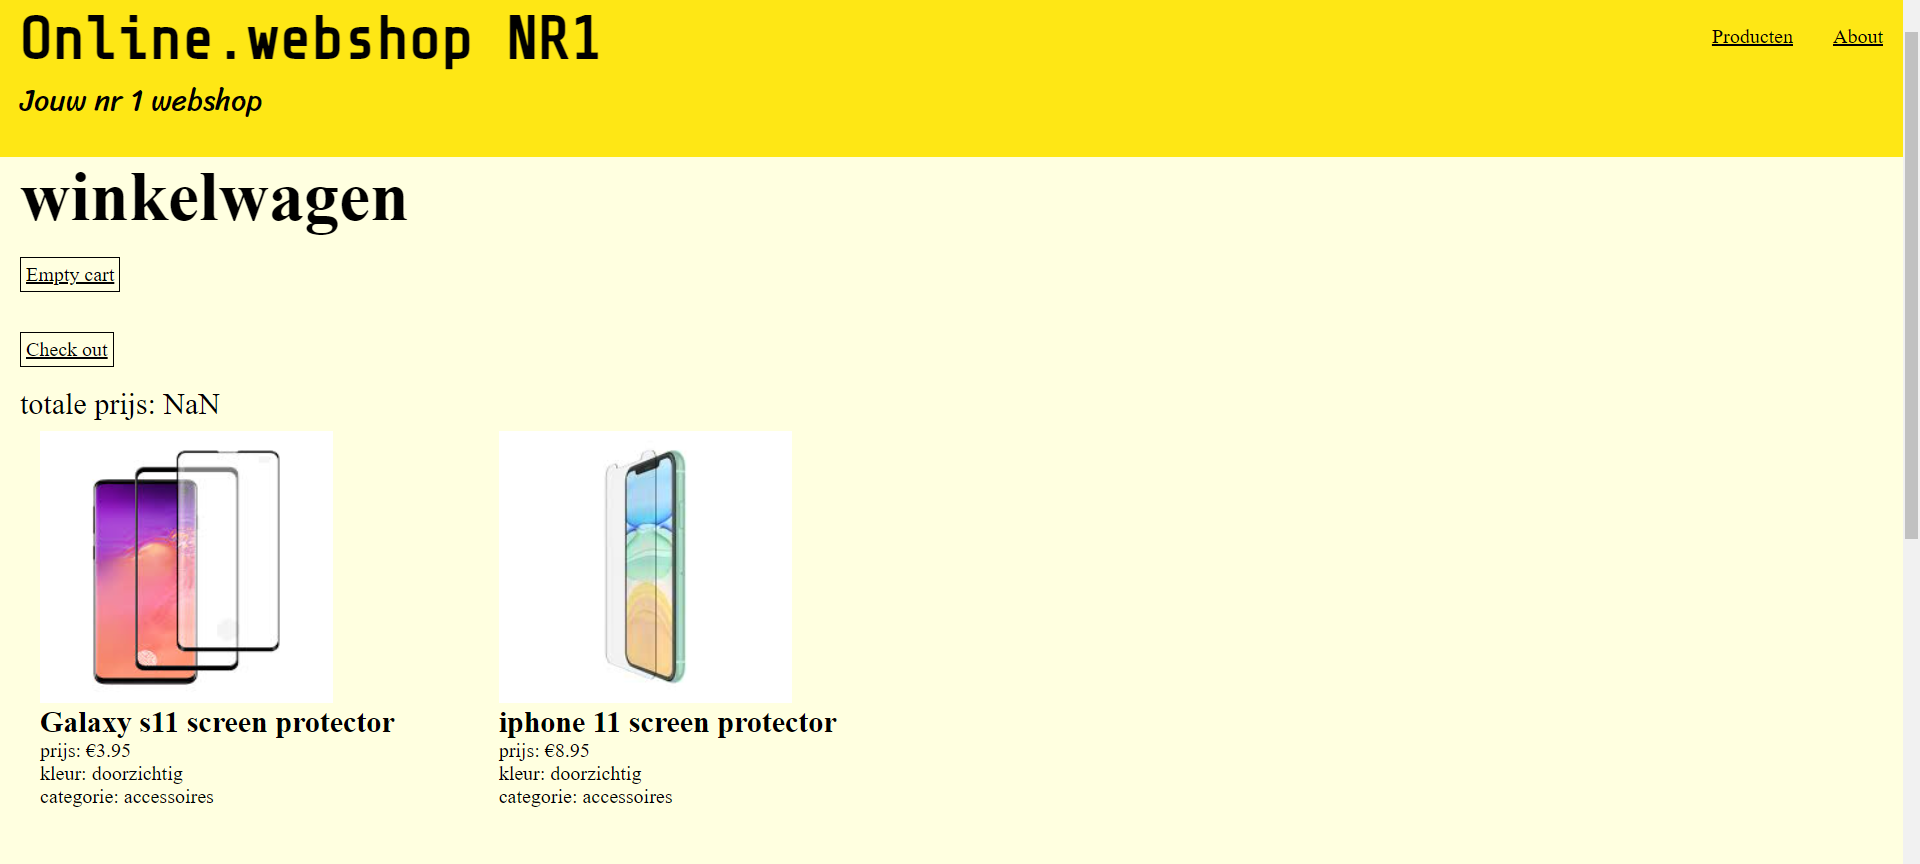 Online.webshop NR1
Producten About
Jouw nr 1 webshop
winkelwagen
Empty cart
Check out
totale prijs: NaN
Galaxy s11 screen protector
prijs: €3.95
kleur: doorzichtig
categorie: accessoires
iphone 11 screen protector
prijs: €8.95
kleur: doorzichtig
categorie: accessoires